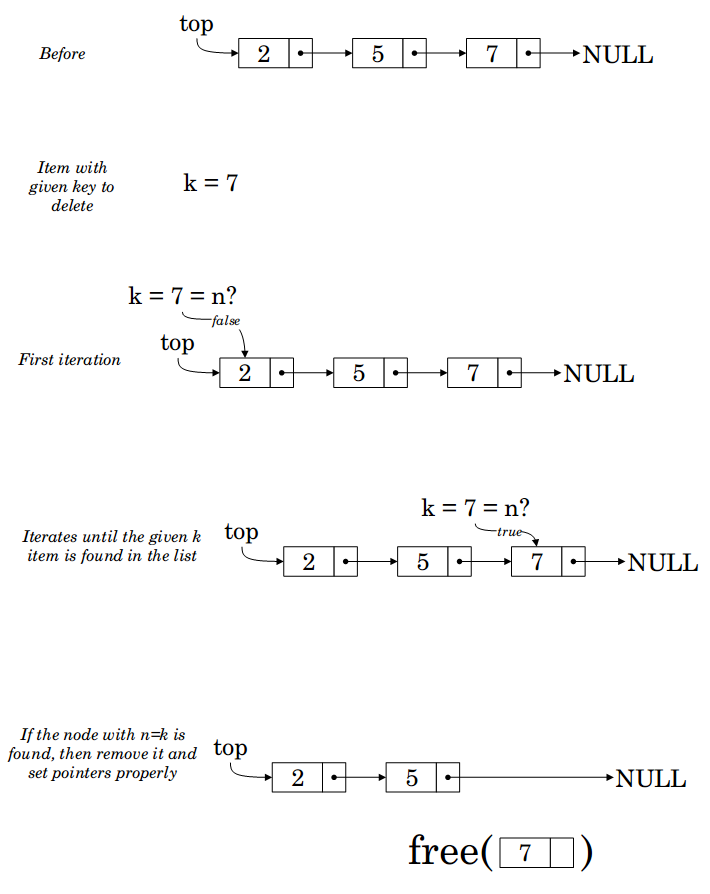 top
Before
2 5 7 NULL
Item with
given key to
delete
k = 7
k = 7 = n?
false
top
First iteration
2 5 7 NULL
k = 7 = n?
true
Iterates until the given k
item is found in the list
top
2 5 7 NULL
If the node with n=k is
found, then remove it and
set pointers properly
top
2 5 NULL
free( 7 )